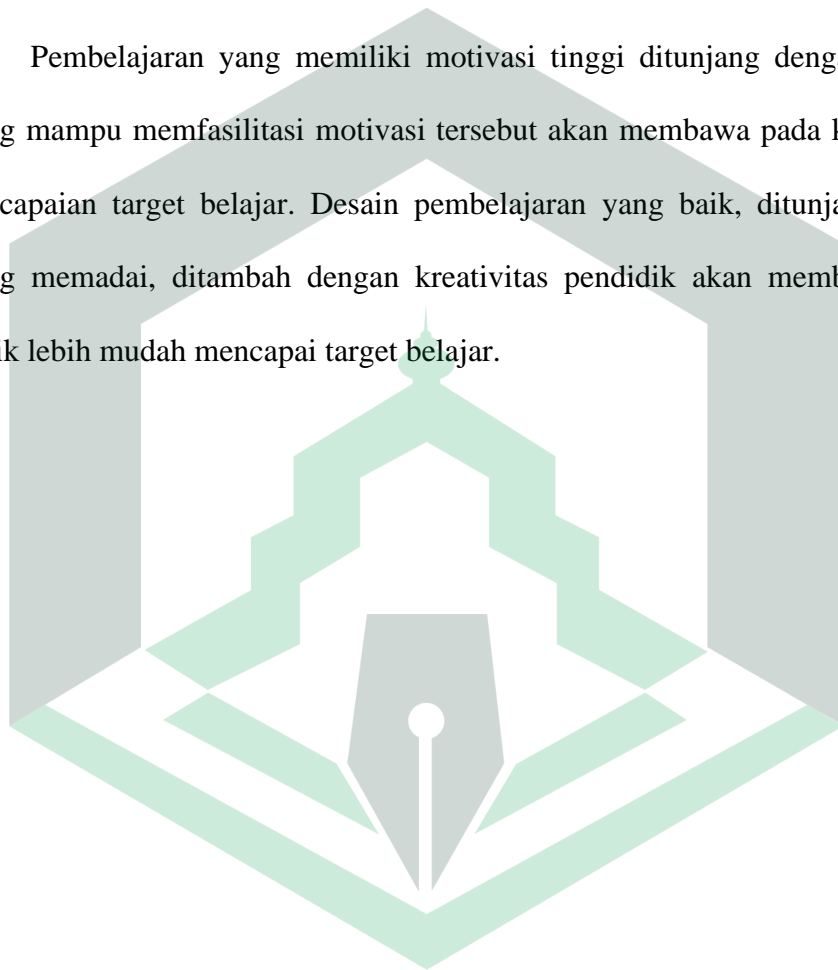 Pembelajaran yang memiliki motivasi tinggi ditunjang deng
g mampu memfasilitasi motivasi tersebut akan membawa pada k
capaian target belajar. Desain pembelajaran yang baik, ditunja
g memadai, ditambah dengan kreativitas pendidik akan memb
ik lebih mudah mencapai target belajar.